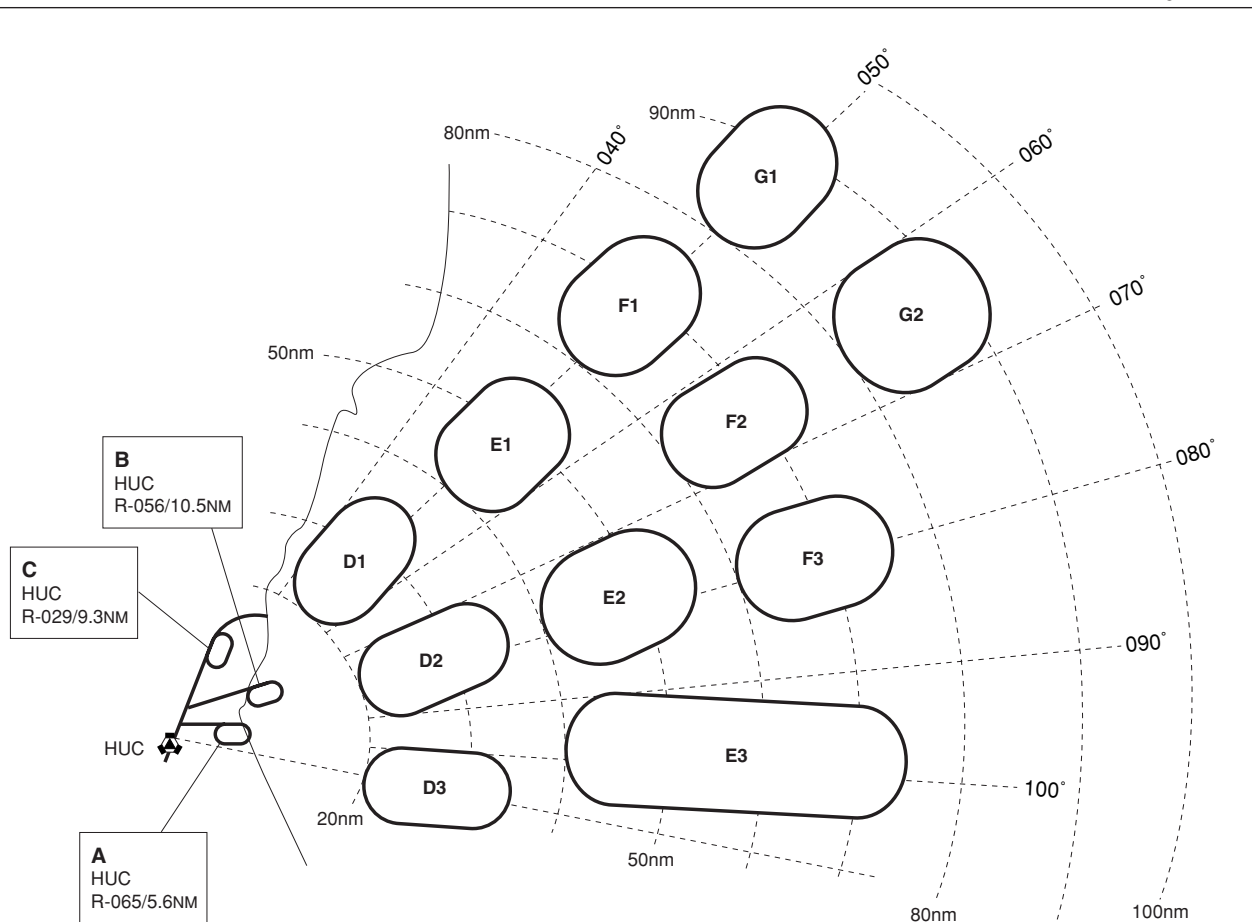 050°
90nm
80nm
040°
060°
G1
070°
F1
G2
50nm
F2
080°
E1
B
HUC
R-056/10.5NM
F3
D1
C
HUC
R-029/9.3NM
E2
D2
090°
HUC
E3
D3
100°
20nm
50nm
A
HUC
R-065/5.6NM
80nm
100nm